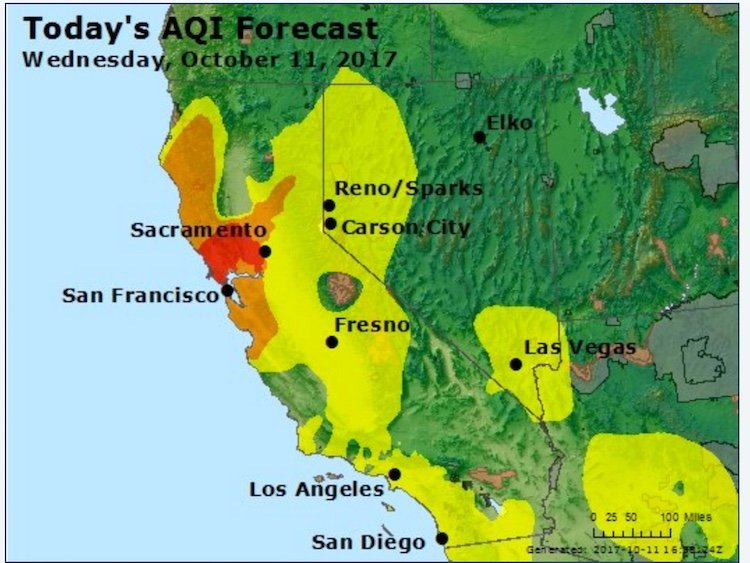 Today's AQI Forecast
Wednesday, October 11, 2017
Elko
Reno/Sparks
Carson City
Sacramento
San Francisco
Fresno
Las Vegas
Los Angeles
San Diego
0 25 50 100 Miles
Generated: 2017-10-11